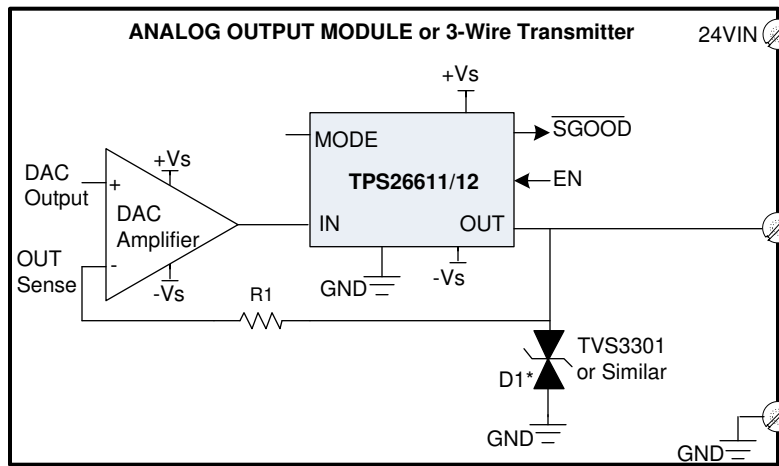 ANALOG OUTPUT MODULE or 3-Wire Transmitter
24VIN
+Vs
MODE
SGOOD
TPS26611/12
EN
+Vs
DAC
Output
+
DAC
Amplifier
IN
OUT
OUT
Sense
-
-Vs
GND
-Vs
R1
TVS3301
or Similar
D1*
GND
GND